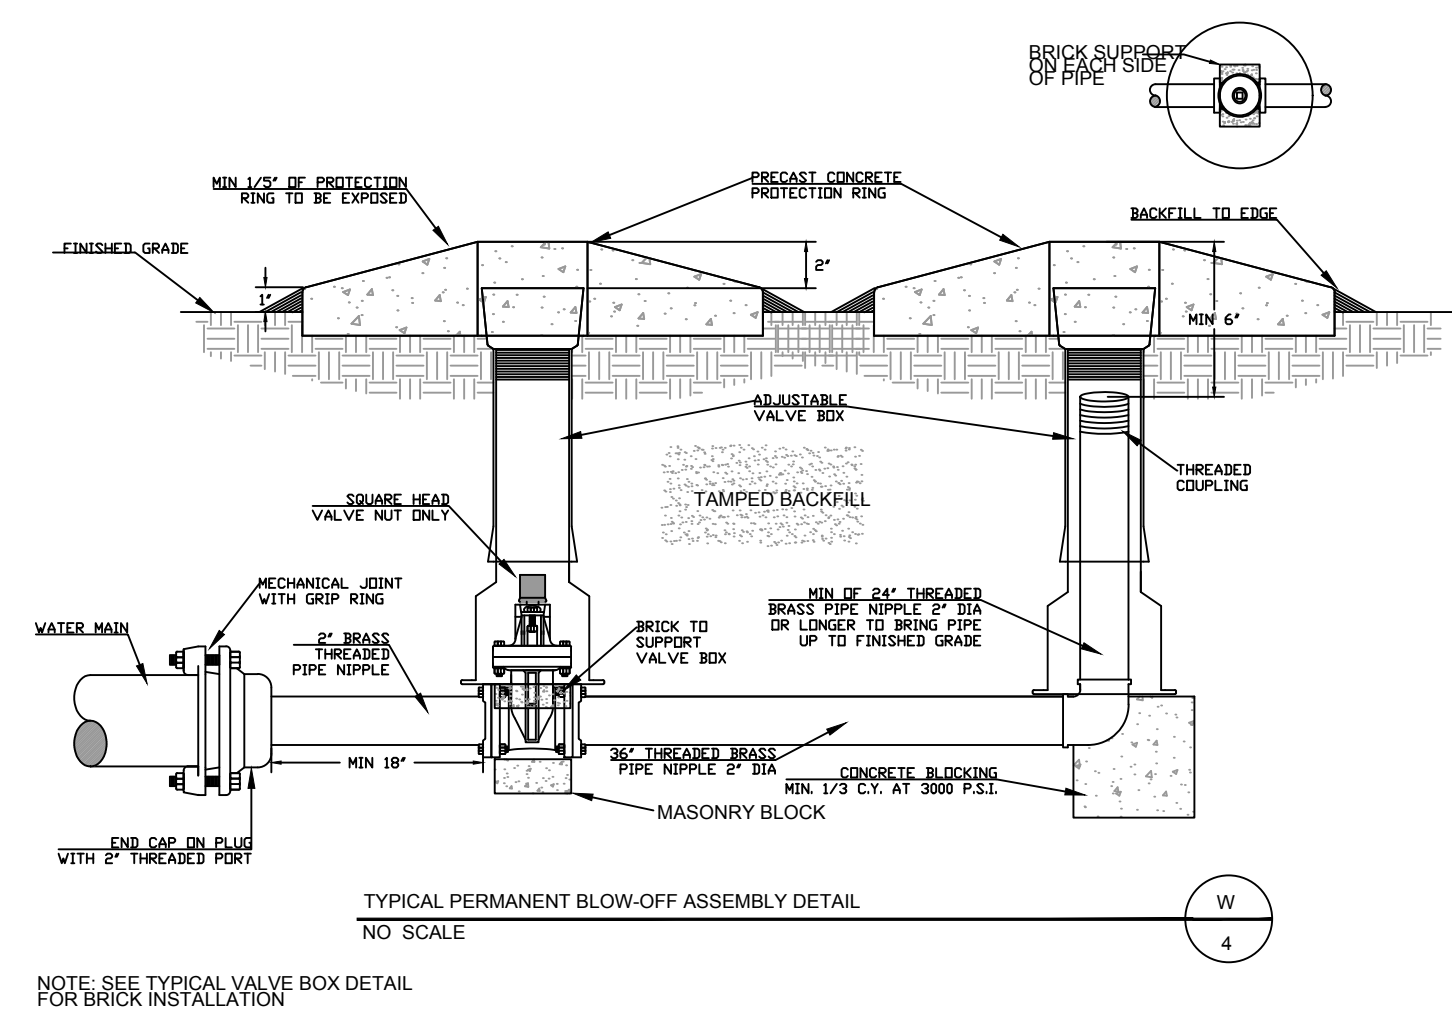 BRICK SUPPORT
ON EACH SIDE
OF PIPE
MIN 1/5" OF PROTECTION
RING TO BE EXPOSED
PRECAST CONCRETE
PROTECTION RING
BACKFILL TO EDGE
FINISHED GRADE
2"
1"
MIN 6"
ADJUSTABLE
VALVE BOX
THREADED
COUPLING
SQUARE HEAD
VALVE NUT ONLY
TAMPED BACKFILL
MECHANICAL JOINT
WITH GRIP RING
MIN OF 24" THREADED
BRASS PIPE NIPPLE 2" DIA
OR LONGER TO BRING PIPE
UP TO FINISHED GRADE
WATER MAIN
2" BRASS
THREADED
PIPE NIPPLE
BRICK TO
SUPPORT
VALVE BOX
MIN 18"
36" THREADED BRASS
PIPE NIPPLE 2" DIA
CONCRETE BLOCKING
MIN. 1/3 C.Y. AT 3000 P.S.I.
MASONRY BLOCK
END CAP ON PLUG
WITH 2" THREADED PORT
TYPICAL PERMANENT BLOW-OFF ASSEMBLY DETAIL
W
NO SCALE
4
NOTE: SEE TYPICAL VALVE BOX DETAIL
FOR BRICK INSTALLATION